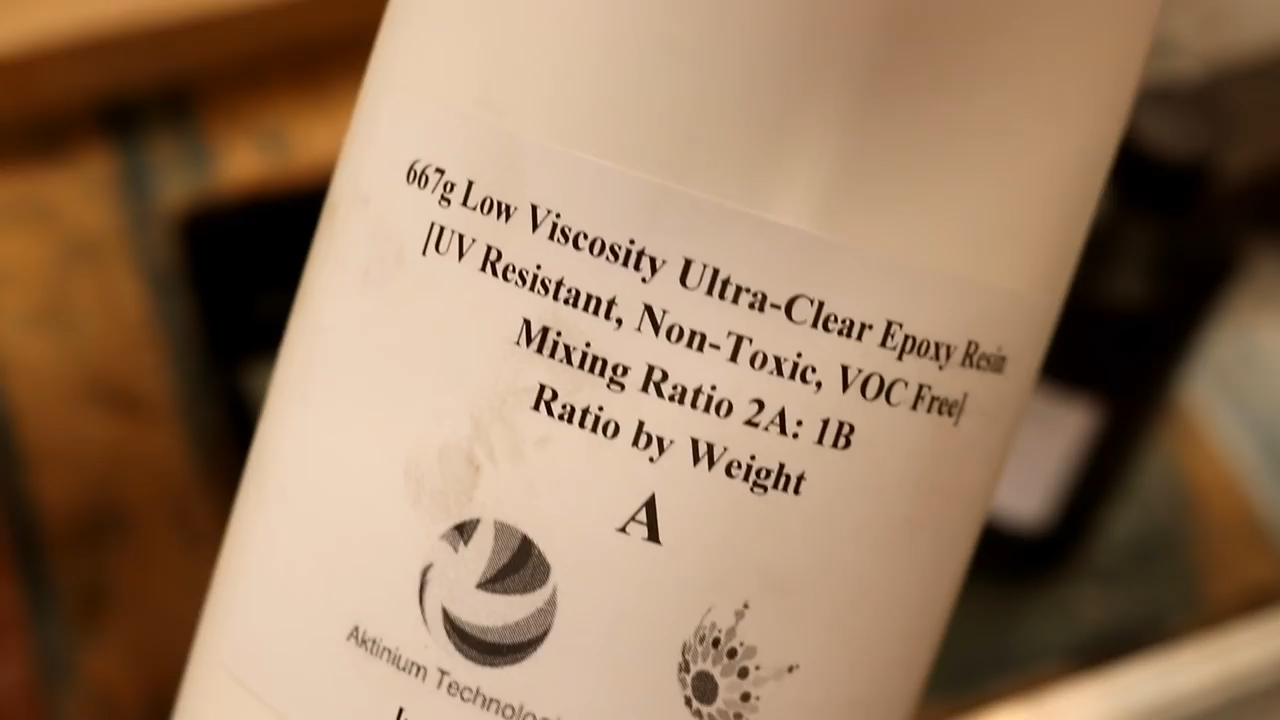 667g Low Viscosity Ultra-Clear Epoxy Resin
[UV Resistant, Non-Toxic, VOC Free]
Mixing Ratio 2A: 1B
Ratio by Weight
A
Aktinium